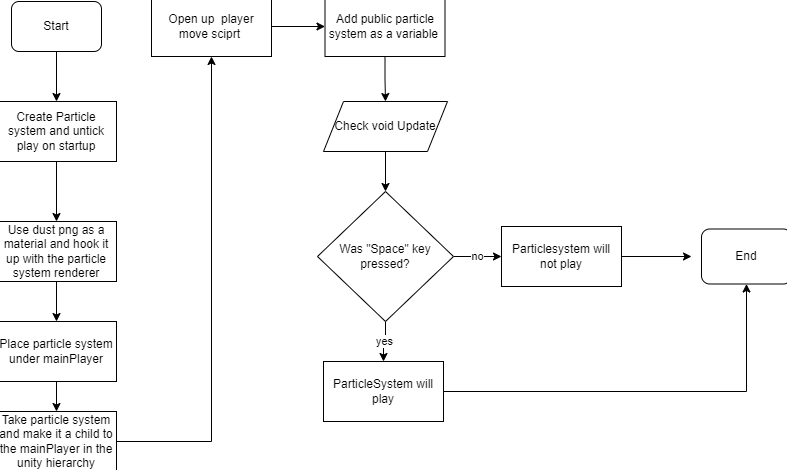 Start
Create Particle
system and untick
play on startup
Use dust png as a
material and hook it
up with the particle
system renderer
Place particle system
under mainPlayer
Take particle system
and make it a child to
the mainPlayer in the
unity hierarchy
Open up player
move sciprt
Add public particle
system as a variable
Check void Update
Was "Space" key
pressed?
no
Particlesystem will
not play
yes
ParticleSystem will
play
End